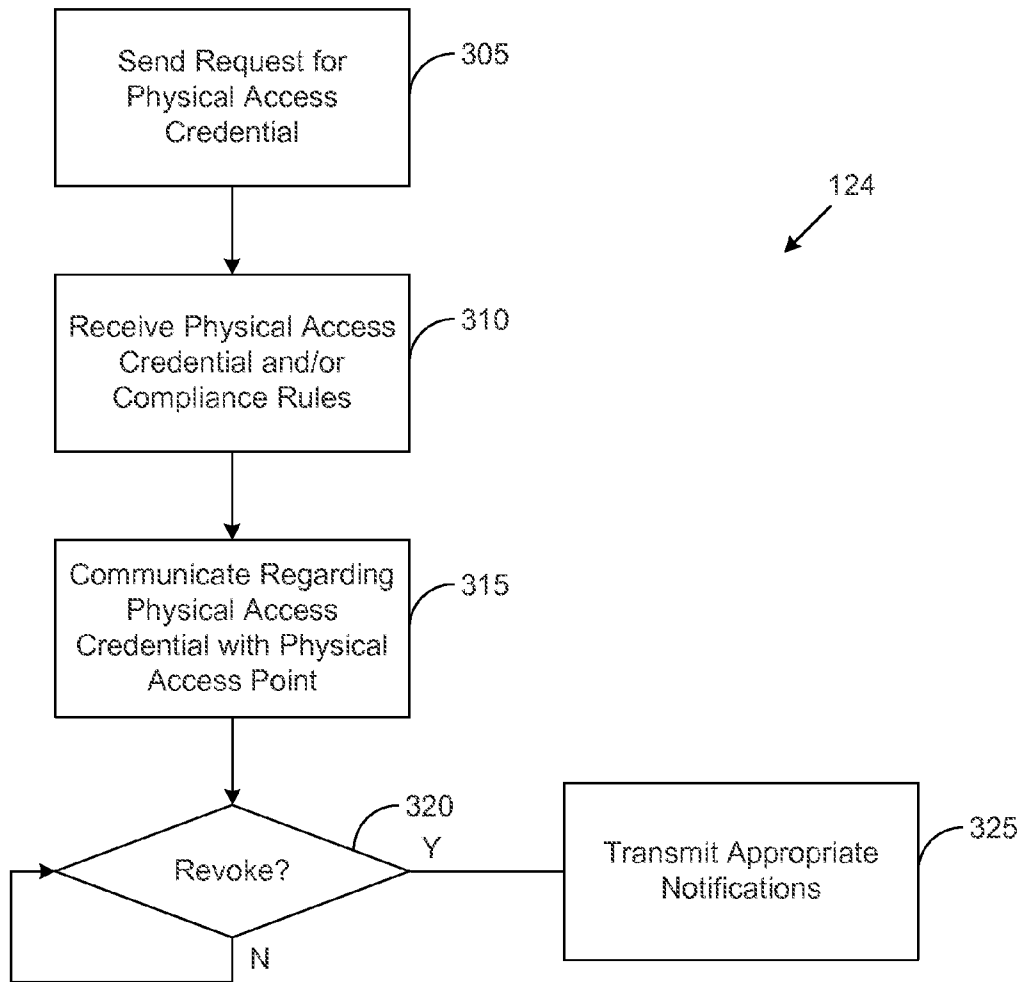 Send Request for
Physical Access
Credential
305
124
Receive Physical Access
Credential and/or
Compliance Rules
310
Communicate Regarding
Physical Access
Credential with Physical
Access Point
315
320
Revoke?
Y
N
Transmit Appropriate
Notifications
325